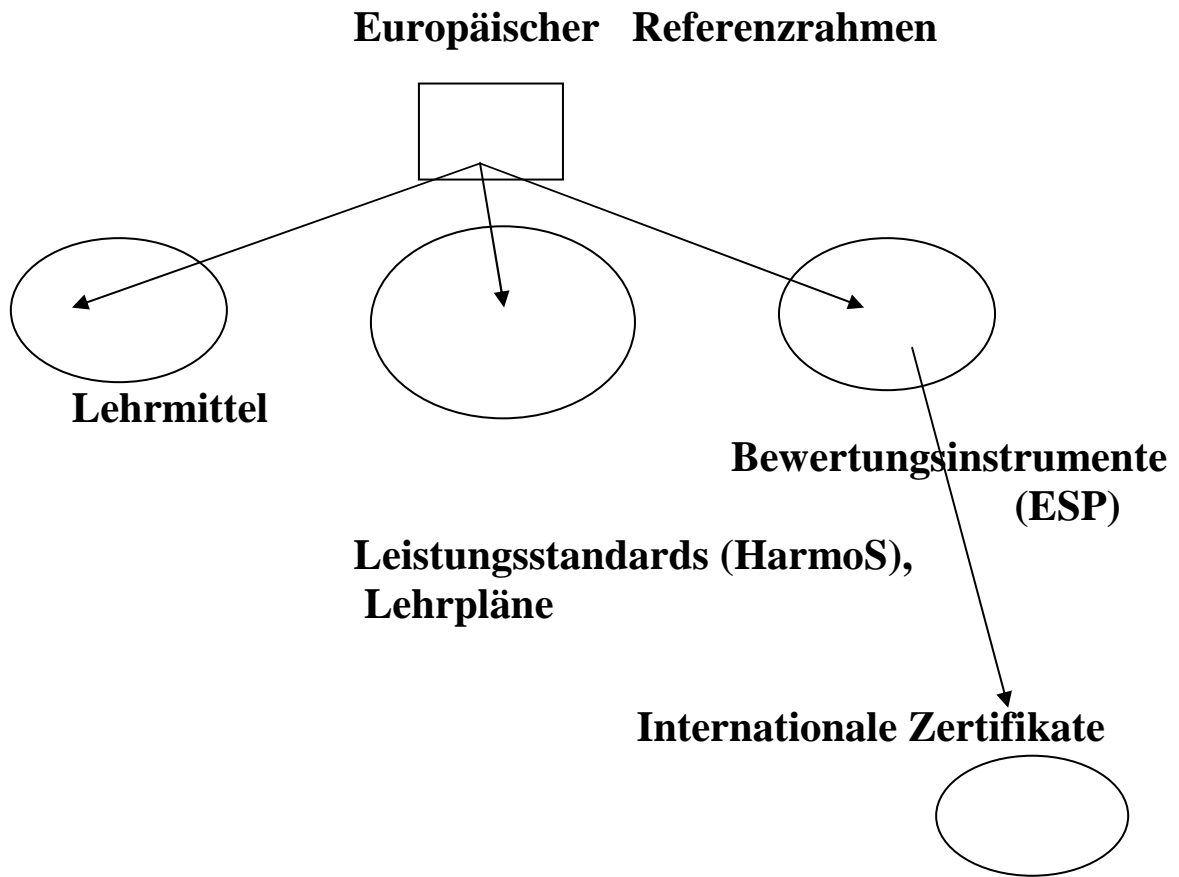 Europäischer Referenzrahmen
Lehrmittel
Bewertungsinstrumente
(ESP)
Leistungsstandards (HarmoS),
Lehrpläne
Internationale Zertifikate